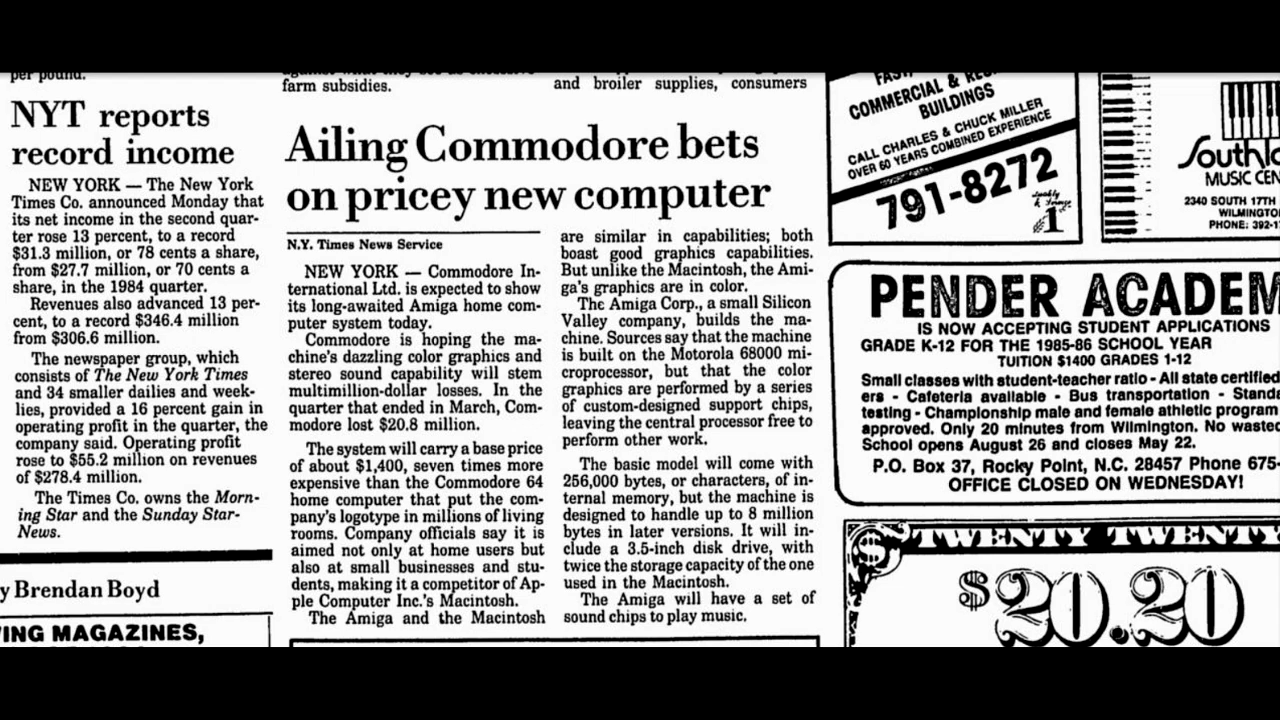 per pound.
NYT reports
record income
NEW YORK — The New York
Times Co. announced Monday that
its net income in the second quar-
ter rose 13 percent, to a record
$31.3 million, or 78 cents a share,
from $27.7 million, or 70 cents a
share, in the 1984 quarter.
Revenues also advanced 13 per-
cent, to a record $346.4 million
from $306.6 million.
The newspaper group, which
consists of The New York Times
and 34 smaller dailies and week-
lies, provided a 16 percent gain in
operating profit in the quarter, the
company said. Operating profit
rose to $55.2 million on revenues
of $278.4 million.
The Times Co. owns the Morn-
ing Star and the Sunday Star-
News.
y Brendan Boyd
ING MAGAZINES,
farm subsidies.
and broiler supplies, consumers
Ailing Commodore bets
on pricey new computer
N.Y. Times News Service
NEW YORK — Commodore In-
ternational Ltd. is expected to show
its long-awaited Amiga home com-
puter system today.
Commodore is hoping the ma-
chine's dazzling color graphics and
stereo sound capability will stem
multimillion-dollar losses. In the
quarter that ended in March, Com-
modore lost $20.8 million.
The system will carry a base price
of about $1,400, seven times more
expensive than the Commodore 64
home computer that put the com-
pany's logotype in millions of living
rooms. Company officials say it is
aimed not only at home users but
also at small businesses and stu-
dents, making it a competitor of Ap-
ple Computer Inc.'s Macintosh.
The Amiga and the Macintosh
are similar in capabilities; both
boast good graphics capabilities.
But unlike the Macintosh, the Ami-
ga's graphics are in color.
The Amiga Corp., a small Silicon
Valley company, builds the ma-
chine. Sources say that the machine
is built on the Motorola 68000 mi-
croprocessor, but that the color
graphics are performed by a series
of custom-designed support chips,
leaving the central processor free to
perform other work.
The basic model will come with
256,000 bytes, or characters, of in-
ternal memory, but the machine is
designed to handle up to 8 million
bytes in later versions. It will in-
clude a 3.5-inch disk drive, with
twice the storage capacity of the one
used in the Macintosh.
The Amiga will have a set of
sound chips to play music.
COMMERCIAL &
BUILDINGS
CALL CHARLES & CHUCK MILLER
OVER 60 YEARS COMBINED EXPERIENCE
791-8272
1
MUSIC CEN
2340 SOUTH 17TH
WILMINGTO
PHONE: 392-1
PENDER ACADEM
IS NOW ACCEPTING STUDENT APPLICATIONS
GRADE K-12 FOR THE 1985-86 SCHOOL YEAR
TUITION $1400 GRADES 1-12
Small classes with student-teacher ratio - All state certified
ers - Cafeteria available - Bus transportation - Standa
testing - Championship male and female athletic program
approved. Only 20 minutes from Wilmington. No wasted
School opens August 26 and closes May 22.
P.O. Box 37, Rocky Point, N.C. 28457 Phone 675-
OFFICE CLOSED ON WEDNESDAY!
$ TWENTY TWENTY
$20.20